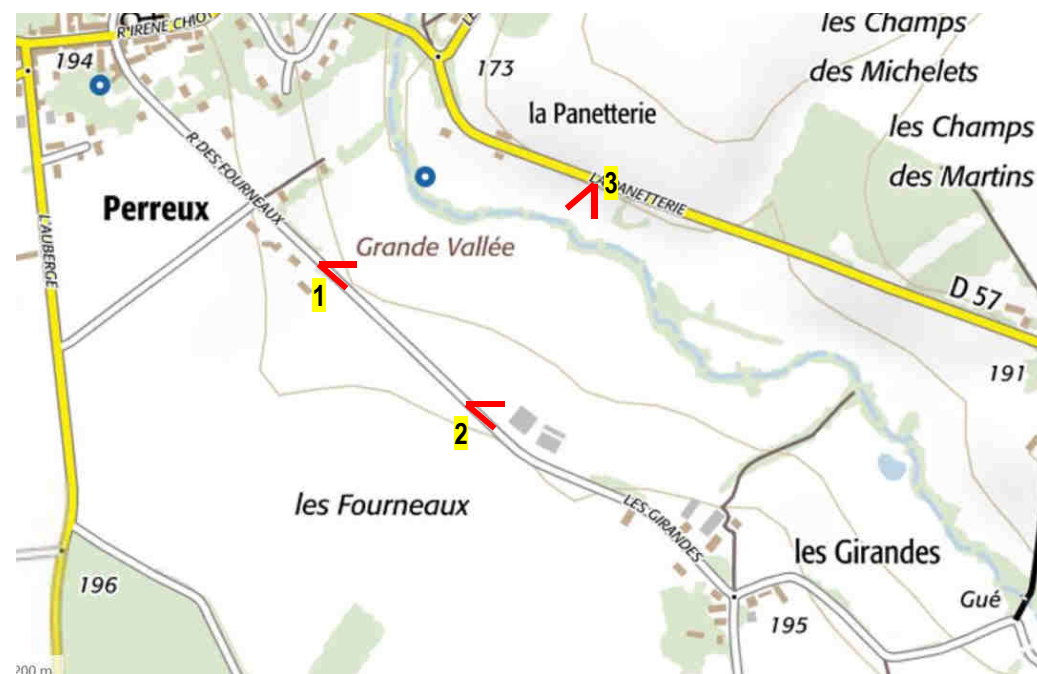 les Champs
des Michelets
R IRENE CHIOT
194
173
la Panetterie
les Champs
des Martins
R DES FOURNEAUX
LA PANETTERIE
3
Perreux
L'AUBERGE
Grande Vallée
1
D 57
191
2
les Fourneaux
LES GIRANDES
les Girandes
196
Gué
195
200 m